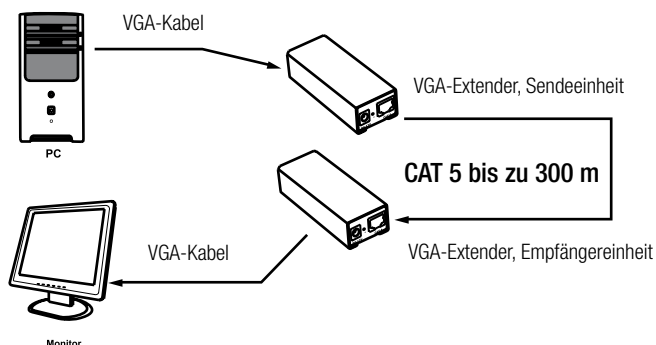 VGA-Kabel
VGA-Extender, Sendeeinheit
PC
CAT 5 bis zu 300 m
VGA-Kabel
VGA-Extender, Empfängereinheit
Monitor